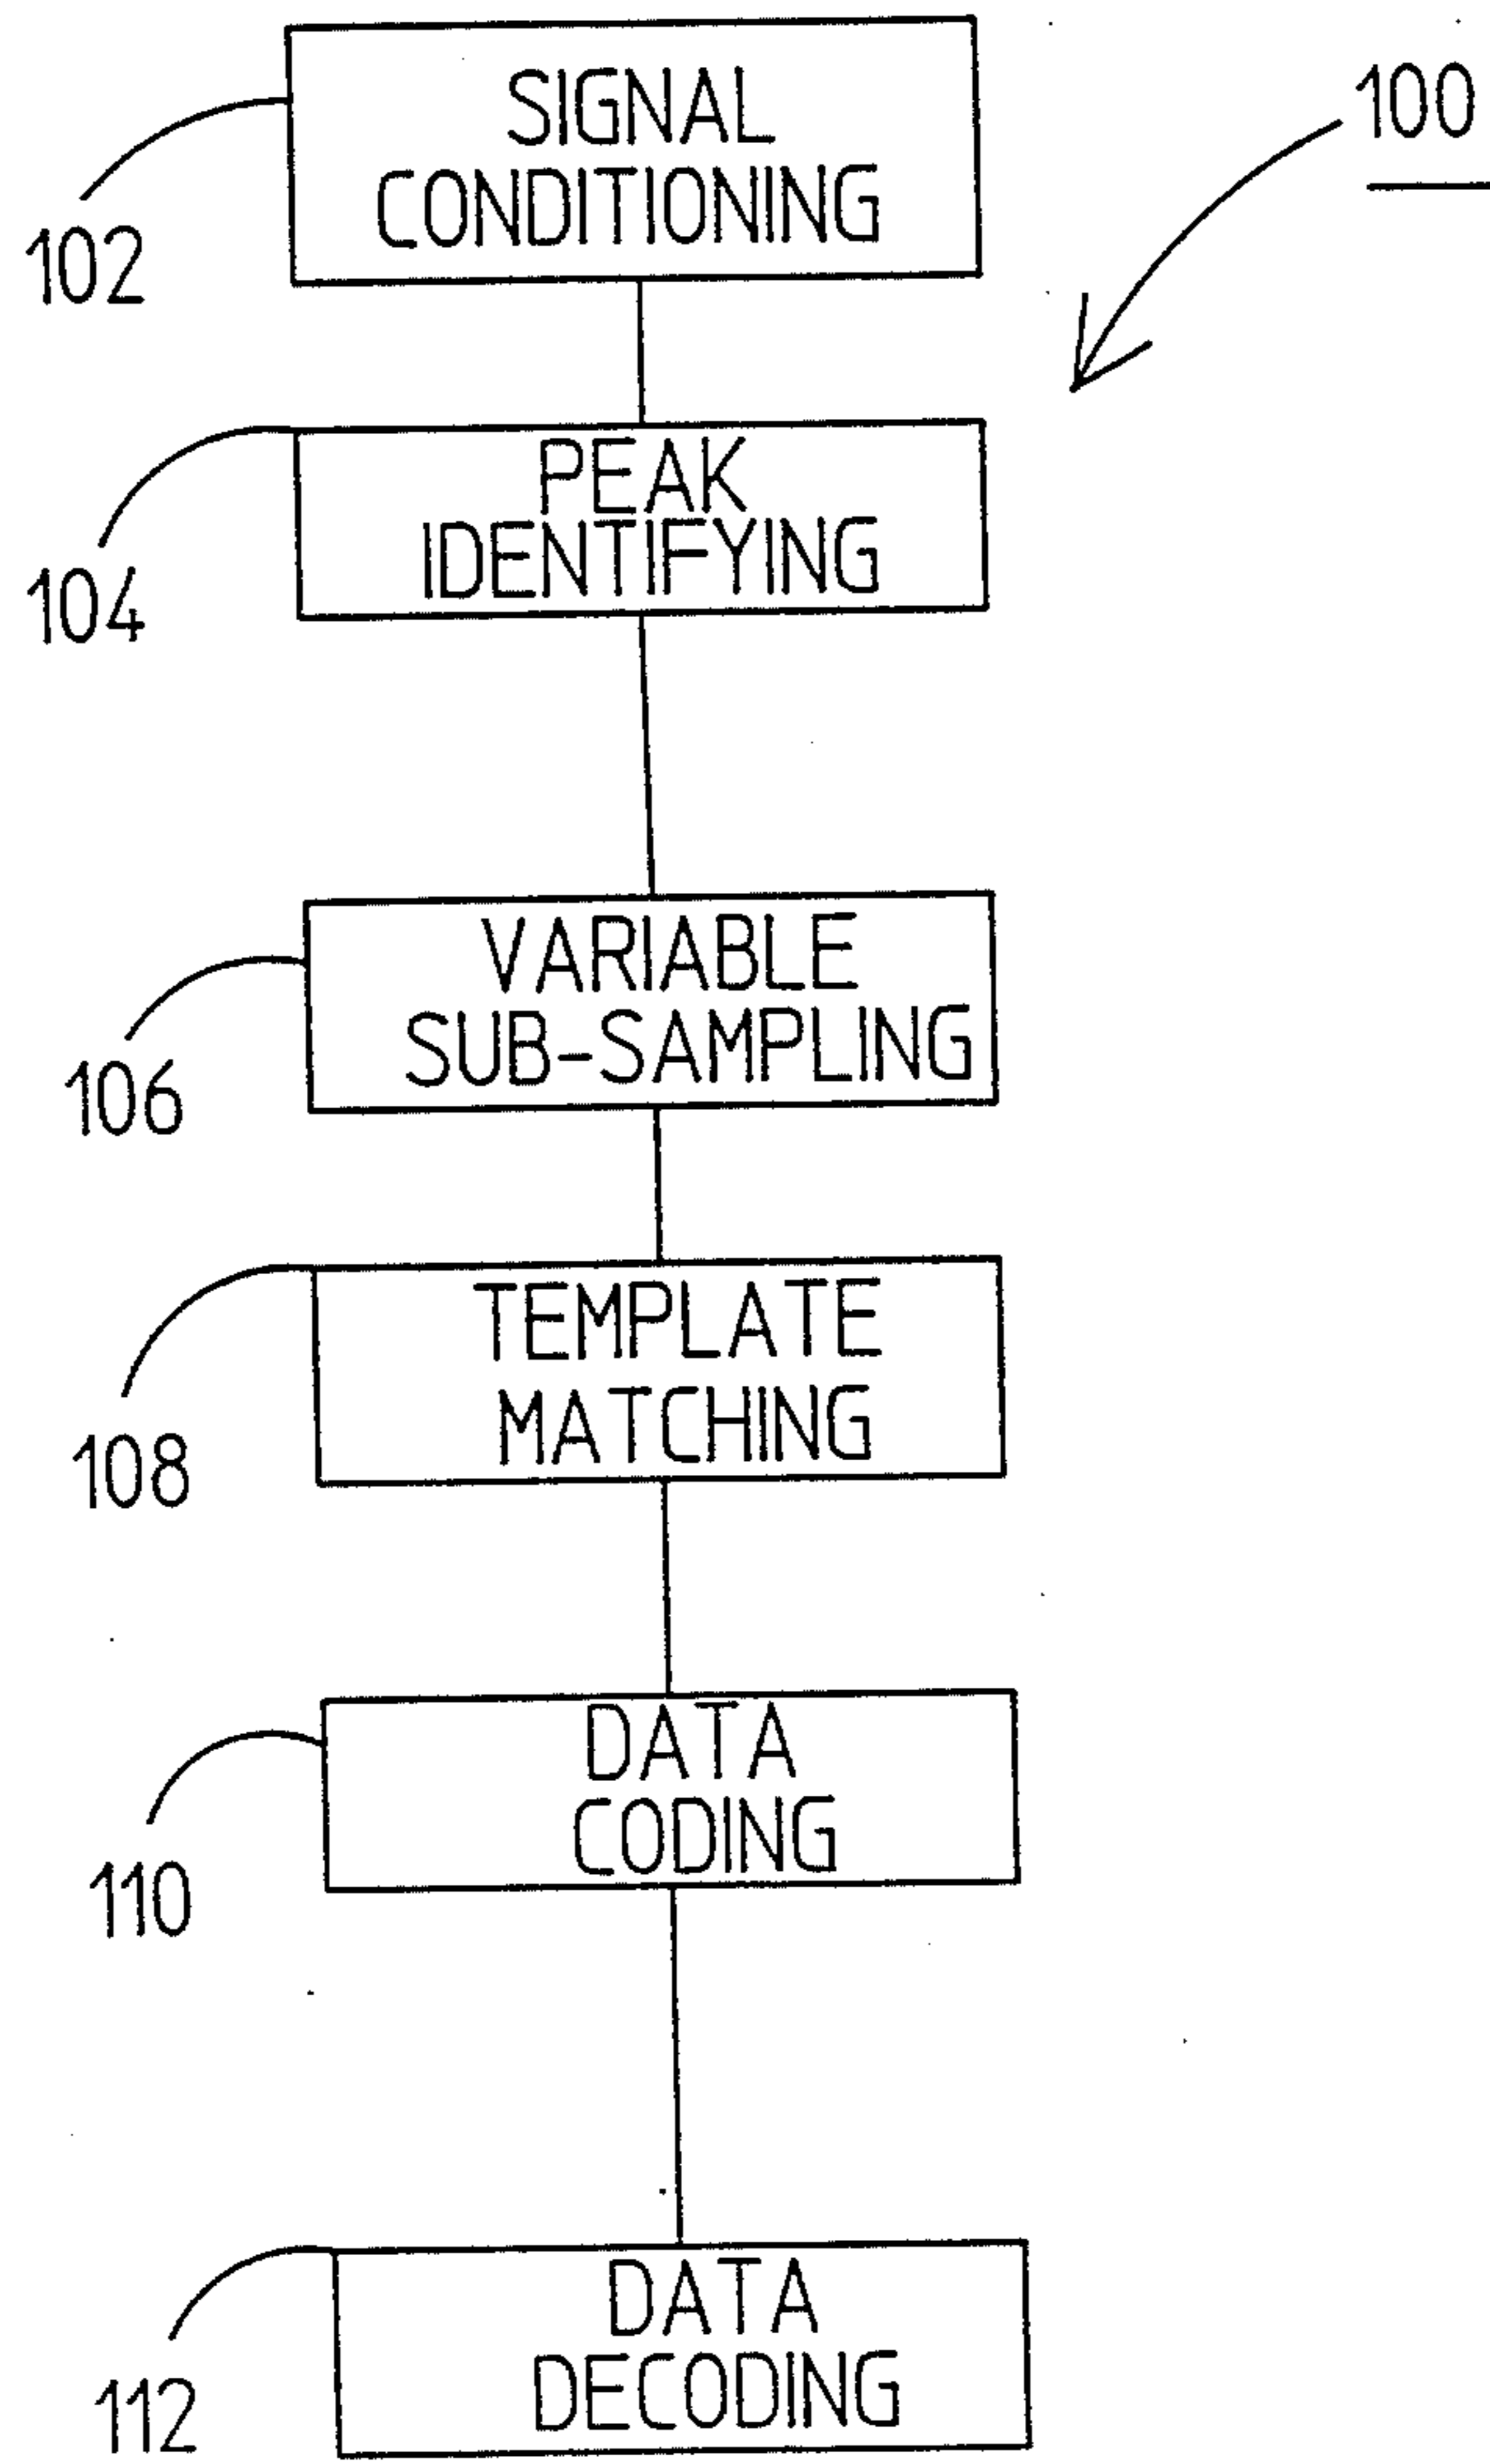 SIGNAL
CONDITIONING
100
102
PEAK
IDENTIFYING
104
VARIABLE
SUB-SAMPLING
106
TEMPLATE
MATCHING
108
DATA
CODING
110
DATA
DECODING
112